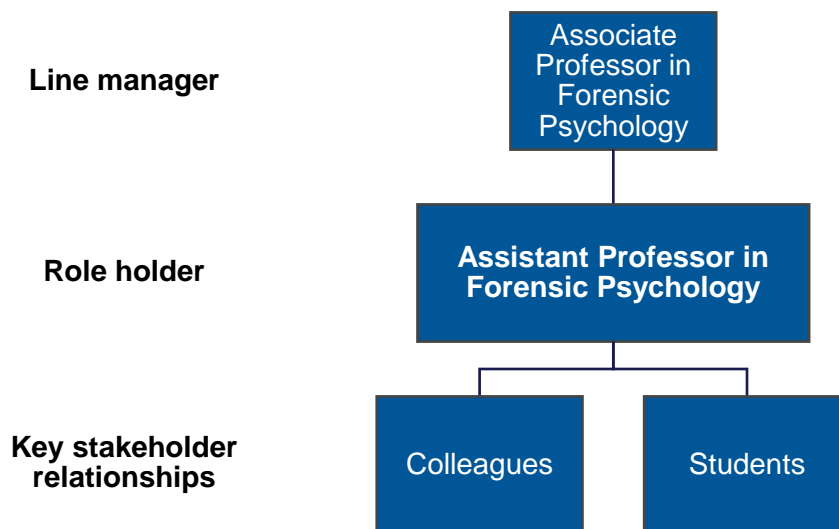 Line manager
Associate
Professor in
Forensic
Psychology
Role holder
Assistant Professor in
Forensic Psychology
Key stakeholder
relationships
Colleagues
Students